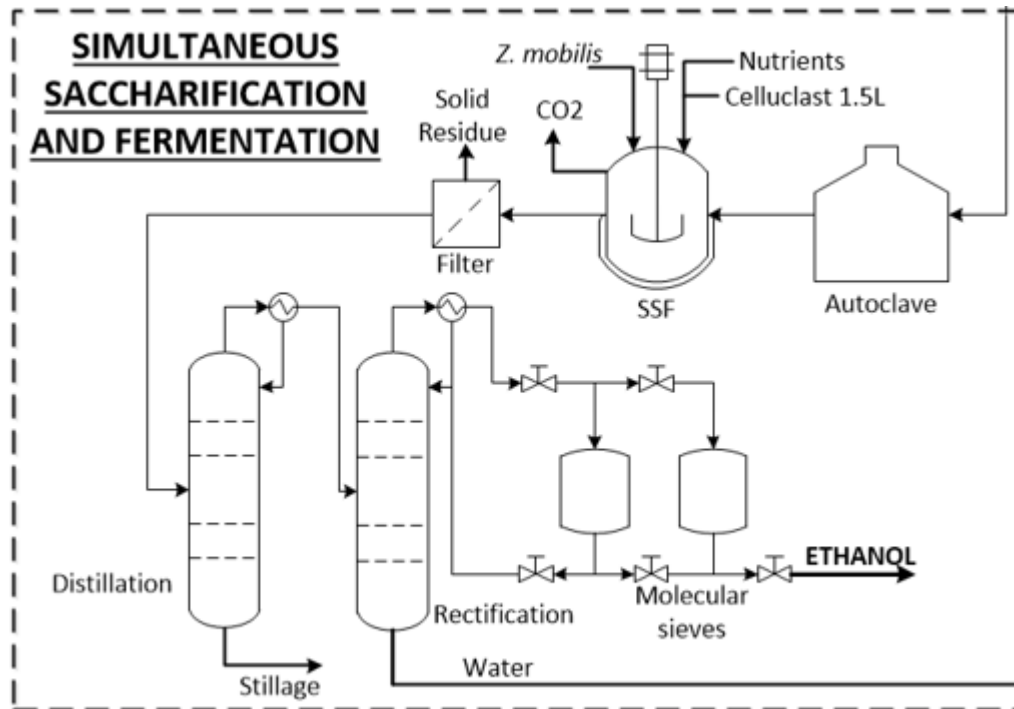 SIMULTANEOUS
SACCHARIFICATION
AND FERMENTATION
Z. mobilis
Nutrients
Celluclast 1.5L
CO2
Solid
Residue
Filter
SSF
Autoclave
Distillation
Rectification
Molecular
sieves
ETHANOL
Stillage
Water